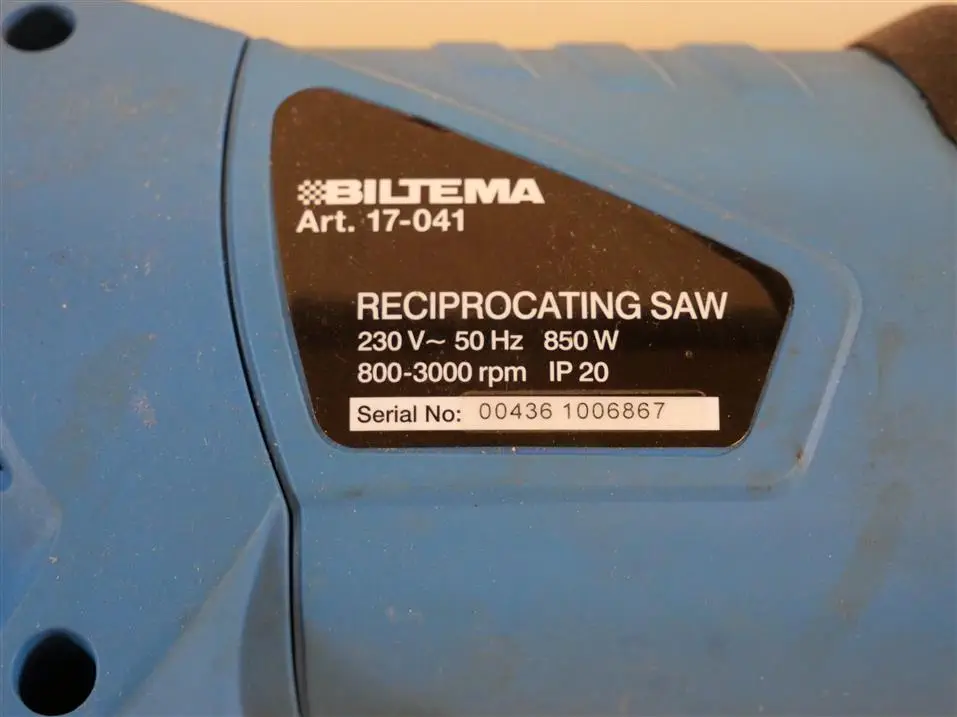 BILTEMA
Art. 17-041
RECIPROCATING SAW
230 V~ 50 Hz 850 W
800-3000 rpm IP 20
Serial No: 00436 1006867